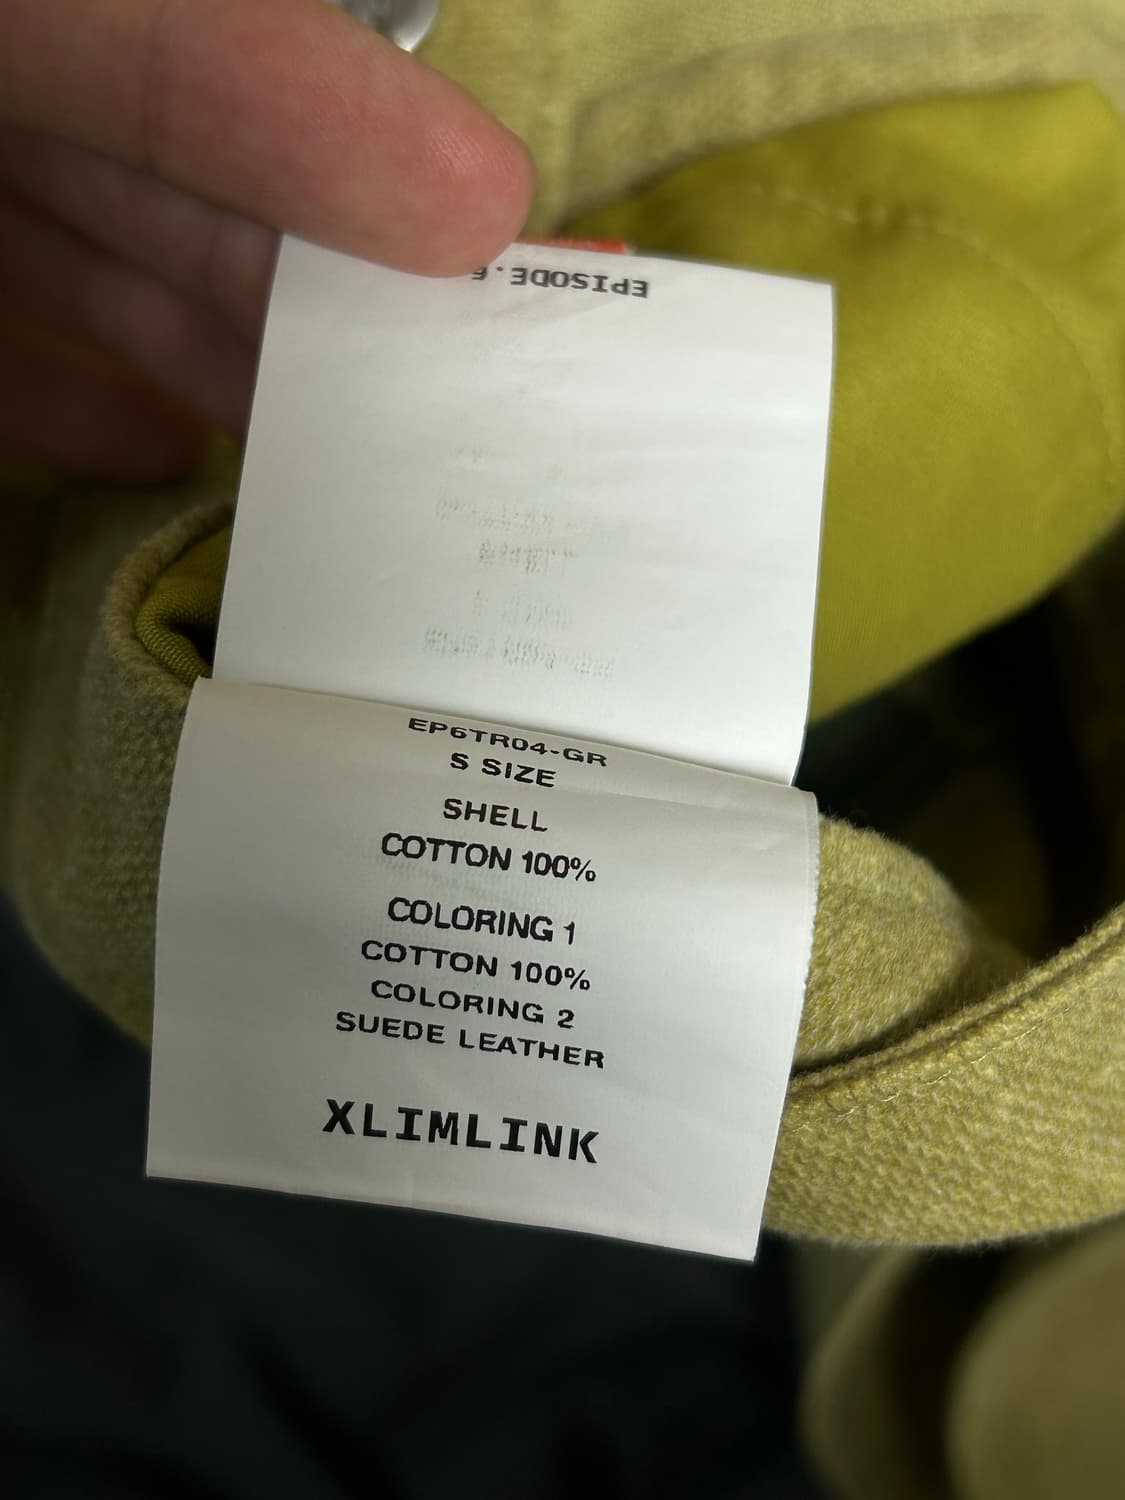 EPISODE.6
EP6TR04-GR
S SIZE
SHELL
COTTON 100%
COLORING 1
COTTON 100%
COLORING 2
SUEDE LEATHER
XLIMLINK